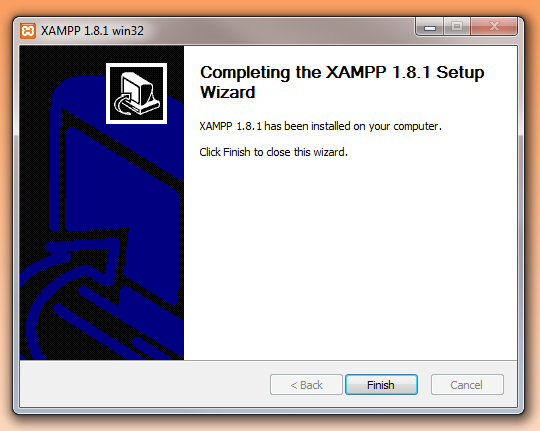 XAMPP 1.8.1 win32
Completing the XAMPP 1.8.1 Setup
Wizard
XAMPP 1.8.1 has been installed on your computer.
Click Finish to close this wizard.
< Back
Finish
Cancel